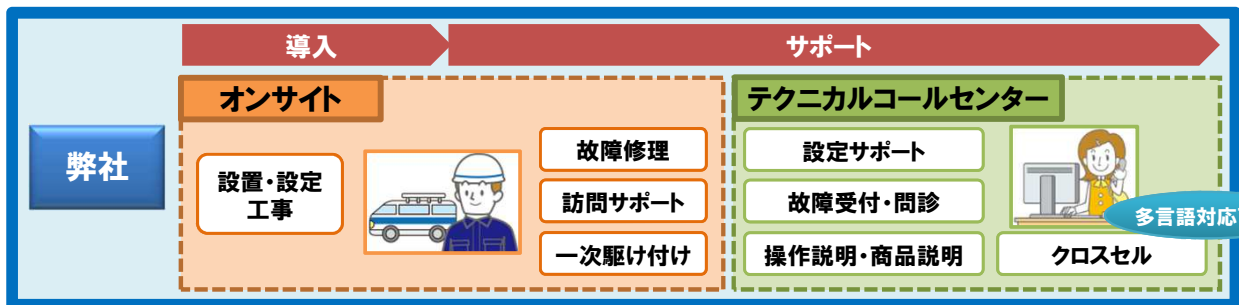 導入
サポート
弊社
オンサイト
設置・設定
工事
故障修理
訪問サポート
一次駆け付け
テクニカルコールセンター
設定サポート
故障受付・問診
操作説明・商品説明
多言語対応
クロスセル